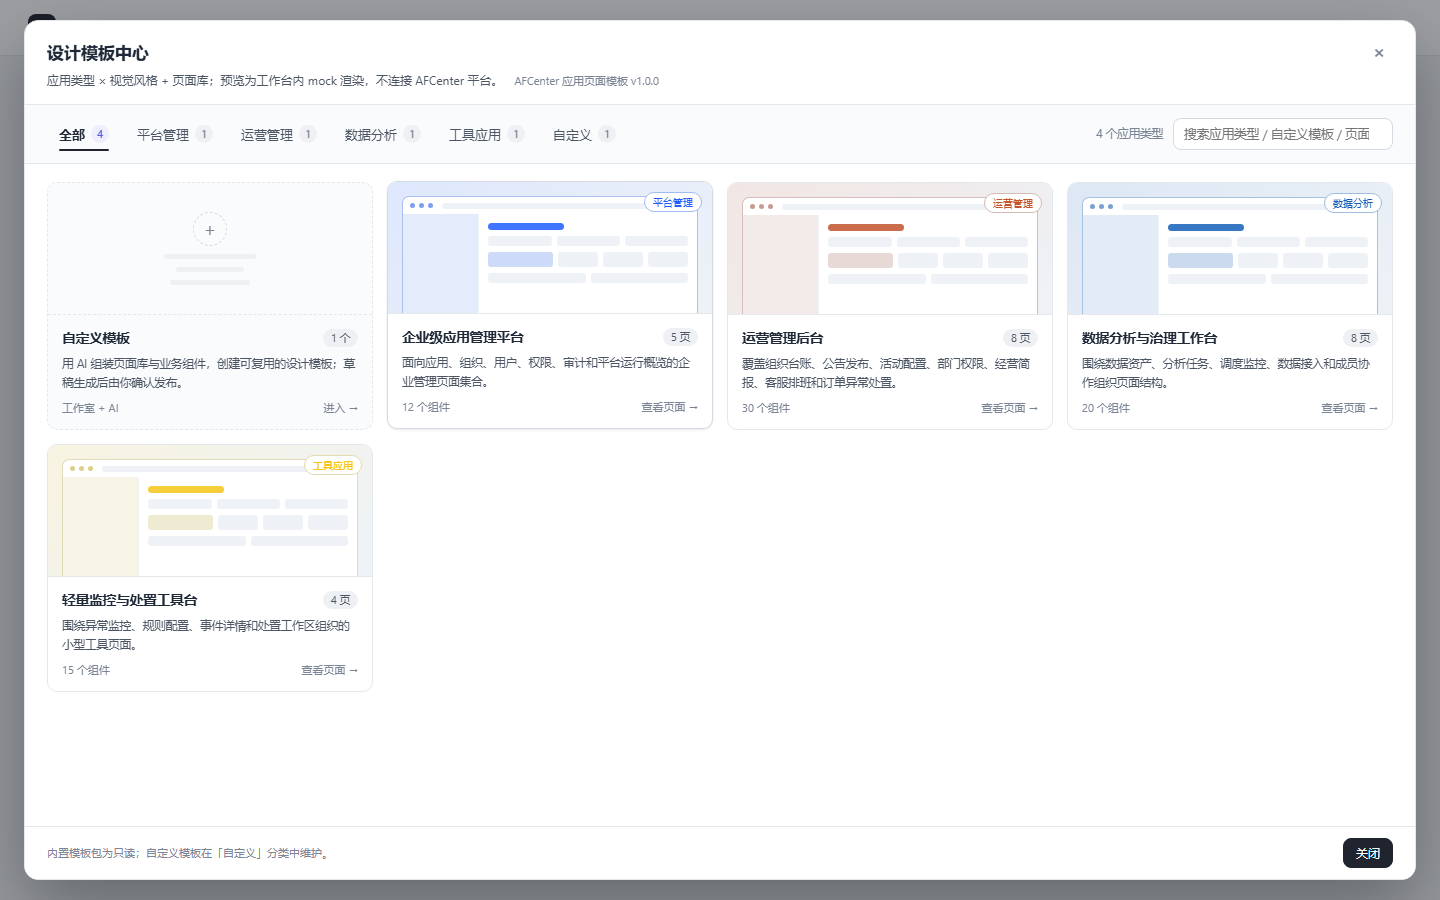 设计模板中心
×
应用类型 × 视觉风格 + 页面库；预览为工作台内 mock 渲染，不连接 AFCenter 平台。 AFCenter 应用页面模板 v1.0.0
全部 4 平台管理 1 运营管理 1 数据分析 1 工具应用 1 自定义 1 4 个应用类型 搜索应用类型 / 自定义模板 / 页面
+
自定义模板 1 个
用 AI 组装页面库与业务组件，创建可复用的设计模板；草
稿生成后由你确认发布。
工作室 + AI 进入 →
平台管理
企业级应用管理平台 5 页
面向应用、组织、用户、权限、审计和平台运行概览的企
业管理页面集合。
12 个组件 查看页面 →
运营管理
运营管理后台 8 页
覆盖组织台账、公告发布、活动配置、部门权限、经营简
报、客服排班和订单异常处置。
30 个组件 查看页面 →
数据分析
数据分析与治理工作台 8 页
围绕数据资产、分析任务、调度监控、数据接入和成员协
作组织页面结构。
20 个组件 查看页面 →
工具应用
轻量监控与处置工具台 4 页
围绕异常监控、规则配置、事件详情和处置工作区组织的
小型工具页面。
15 个组件 查看页面 →
内置模板包为只读；自定义模板在「自定义」分类中维护。
关闭